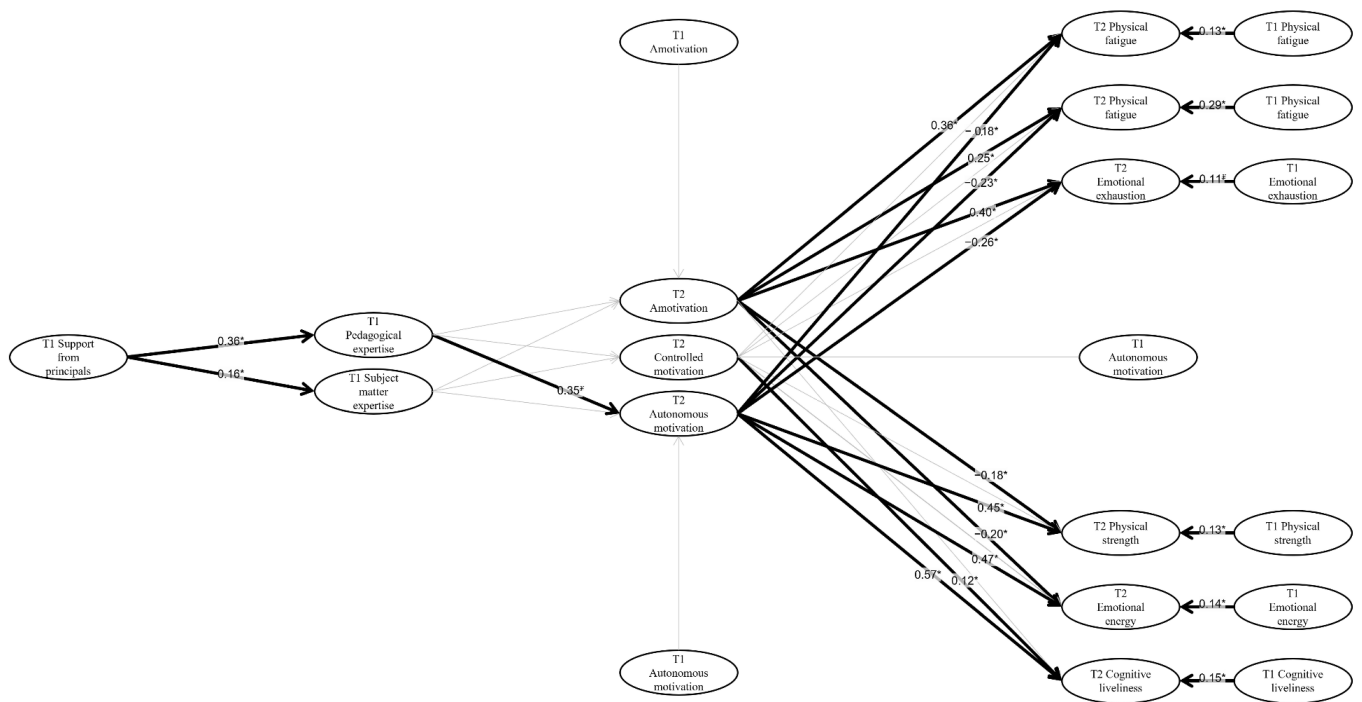 T1
Amotivation
T2 Physical
fatigue
0.13*
T1 Physical
fatigue
T2 Physical
fatigue
0.29*
T1 Physical
fatigue
T2
Emotional
exhaustion
0.11*
T1
Emotional
exhaustion
0.36*
−0.18*
0.25*
−0.23*
0.40*
−0.26*
T2
Amotivation
T1 Support
from
principals
0.36*
0.16*
T1
Pedagogical
expertise
T1 Subject
matter
expertise
0.35*
T2
Controlled
motivation
T2
Autonomous
motivation
T1
Autonomous
motivation
−0.18*
0.45*
−0.20*
0.47*
0.57*
0.12*
T2 Physical
strength
0.13*
T1 Physical
strength
T2
Emotional
energy
0.14*
T1
Emotional
energy
T1
Autonomous
motivation
T2 Cognitive
liveliness
0.15*
T1 Cognitive
liveliness